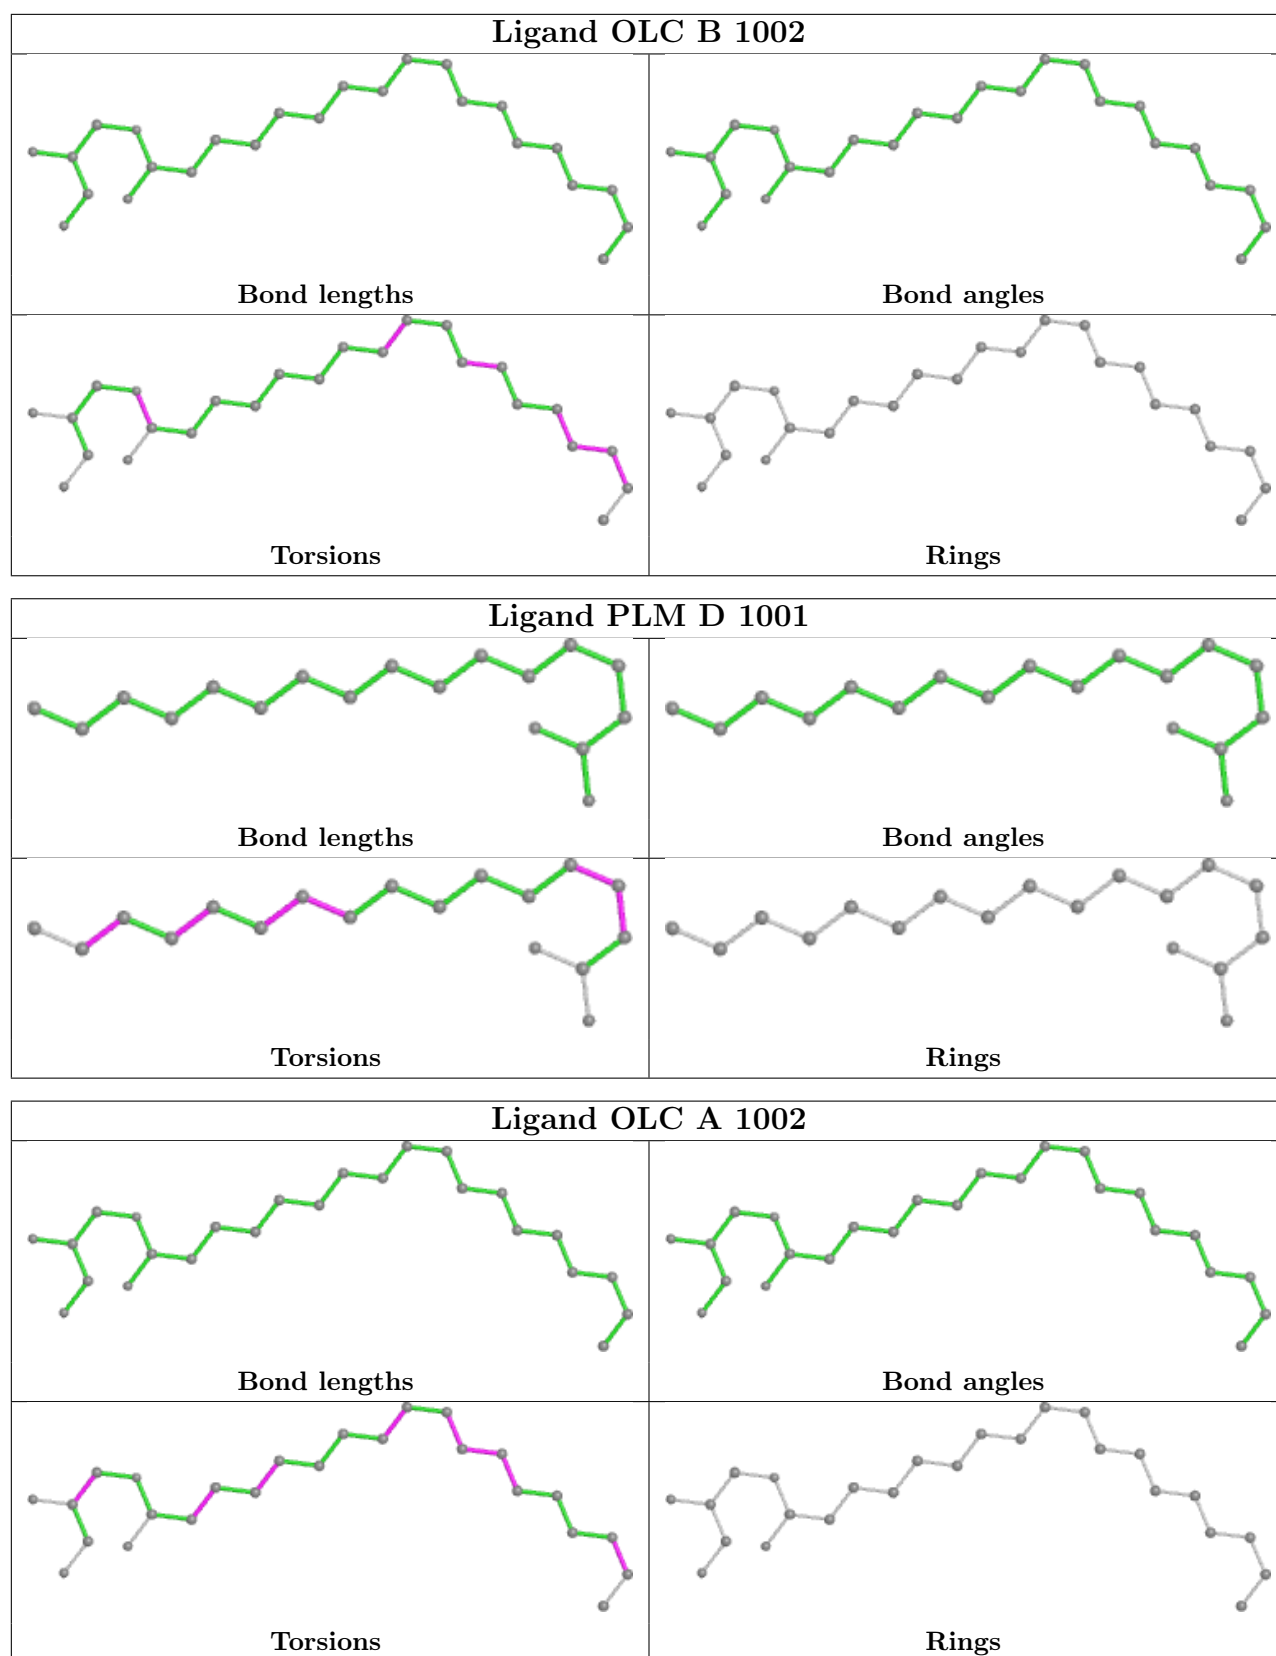 Ligand OLC B 1002
Bond lengths
Bond angles
Torsions
Rings
Ligand PLM D 1001
Bond lengths
Bond angles
Torsions
Rings
Ligand OLC A 1002
Bond lengths
Bond angles
Torsions
Rings